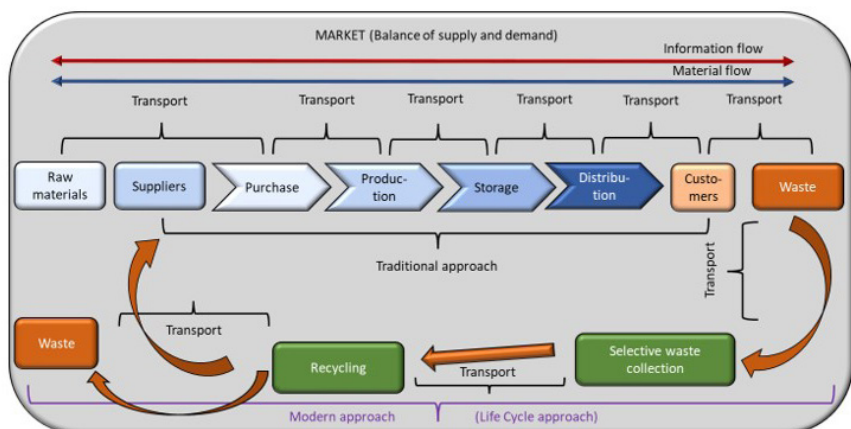 MARKET (Balance of supply and demand)
Information flow
Material flow
Transport
Transport
Transport
Transport
Transport
Transport
Raw
materials
Suppliers
Purchase
Produc-
tion
Storage
Distribu-
tion
Custo-
mers
Waste
Traditional approach
Transport
Waste
Transport
Recycling
Transport
Selective waste
collection
Modern approach
(Life Cycle approach)